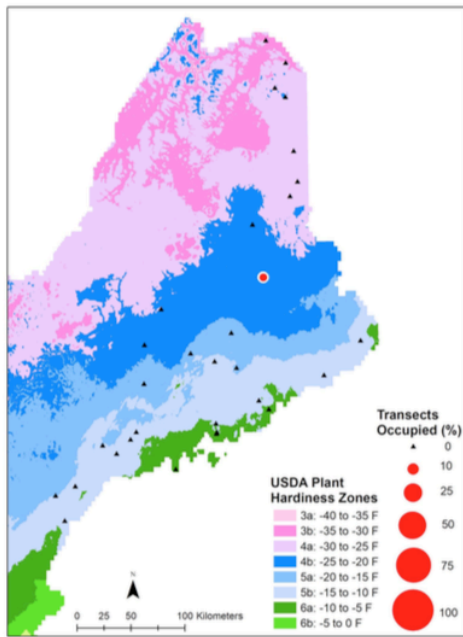 Transects
Occupied (%)
0
10
25
50
75
100
USDA Plant
Hardiness Zones
3a: -40 to -35 F
3b: -35 to -30 F
4a: -30 to -25 F
4b: -25 to -20 F
5a: -20 to -15 F
5b: -15 to -10 F
6a: -10 to -5 F
6b: -5 to 0 F
N
0 25 50 100 Kilometers